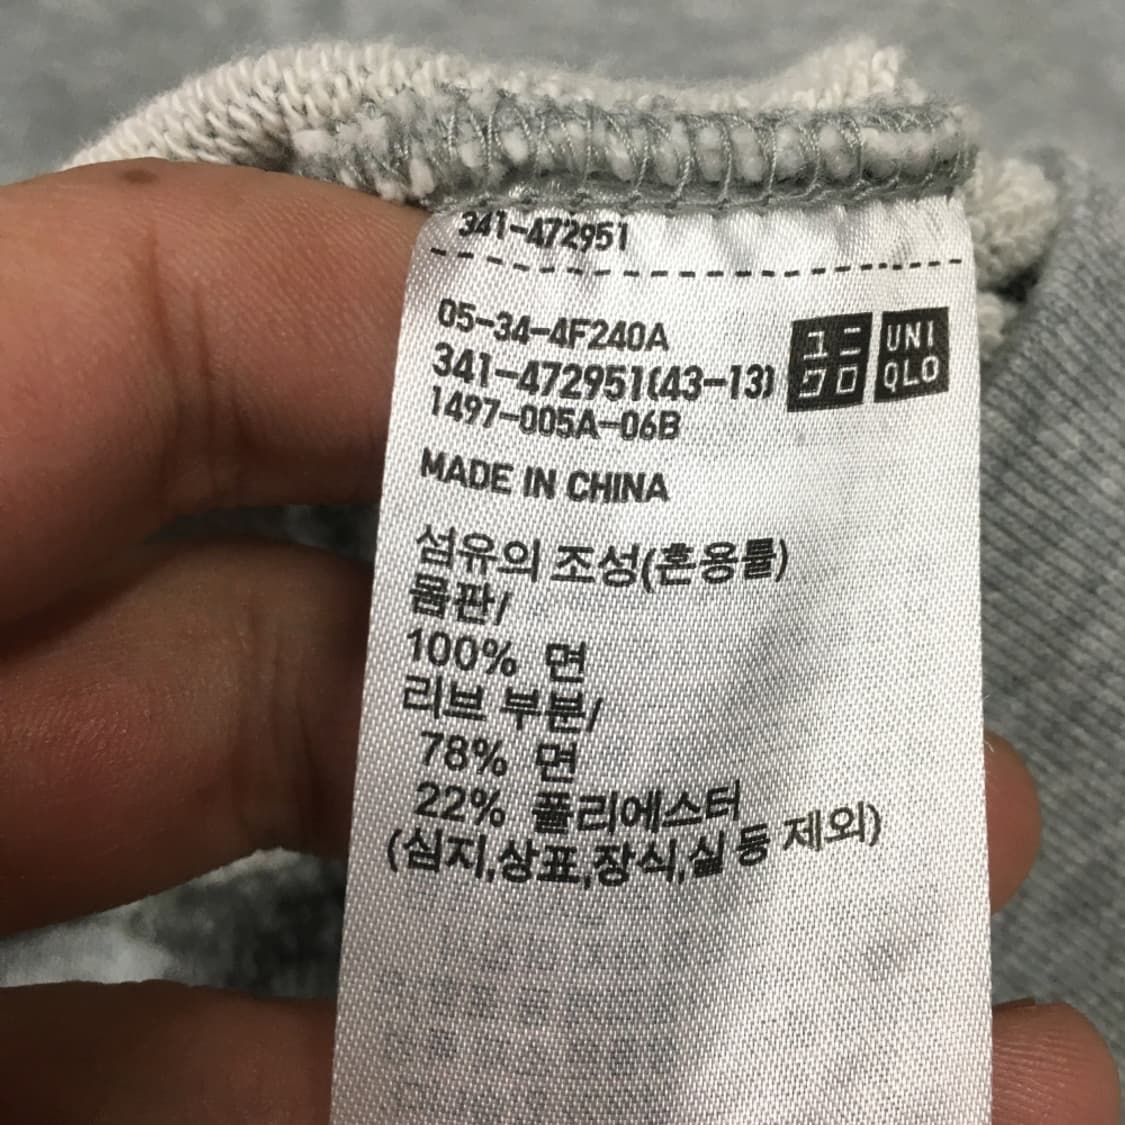 341-472951
05-34-4F240A
341-472951(43-13)
1497-005A-06B
ユニ
クロ
UNI
QLO
MADE IN CHINA
섬유의 조성(혼용률)
몸판/
100% 면
리브 부분/
78% 면
22% 폴리에스터
(심지,상표,장식,실 등 제외)